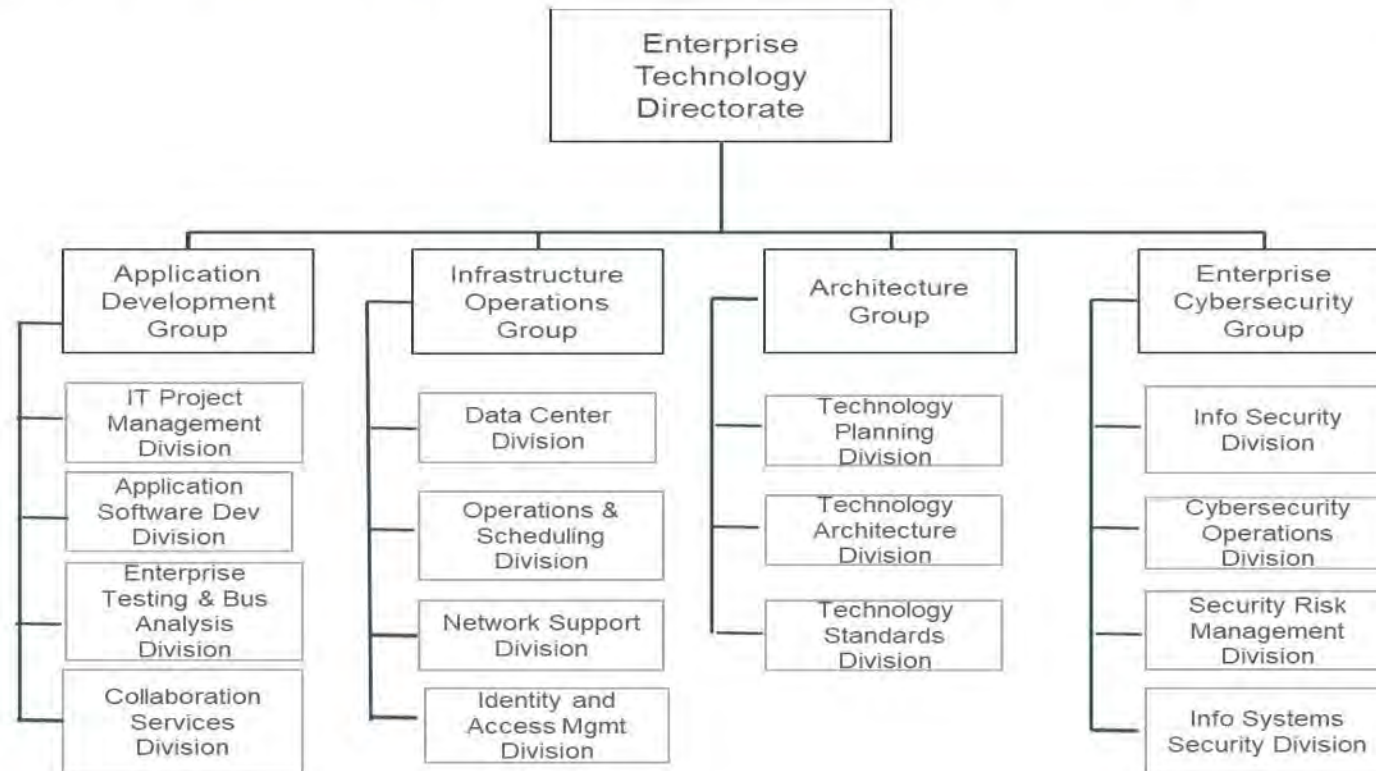 Enterprise
Technology
Directorate
Application
Development
Group
IT Project
Management
Division
Application
Software Dev
Division
Enterprise
Testing & Bus
Analysis
Division
Collaboration
Services
Division
Infrastructure
Operations
Group
Data Center
Division
Operations &
Scheduling
Division
Network Support
Division
Identity and
Access Mgmt
Division
Architecture
Group
Technology
Planning
Division
Technology
Architecture
Division
Technology
Standards
Division
Enterprise
Cybersecurity
Group
Info Security
Division
Cybersecurity
Operations
Division
Security Risk
Management
Division
Info Systems
Security Division